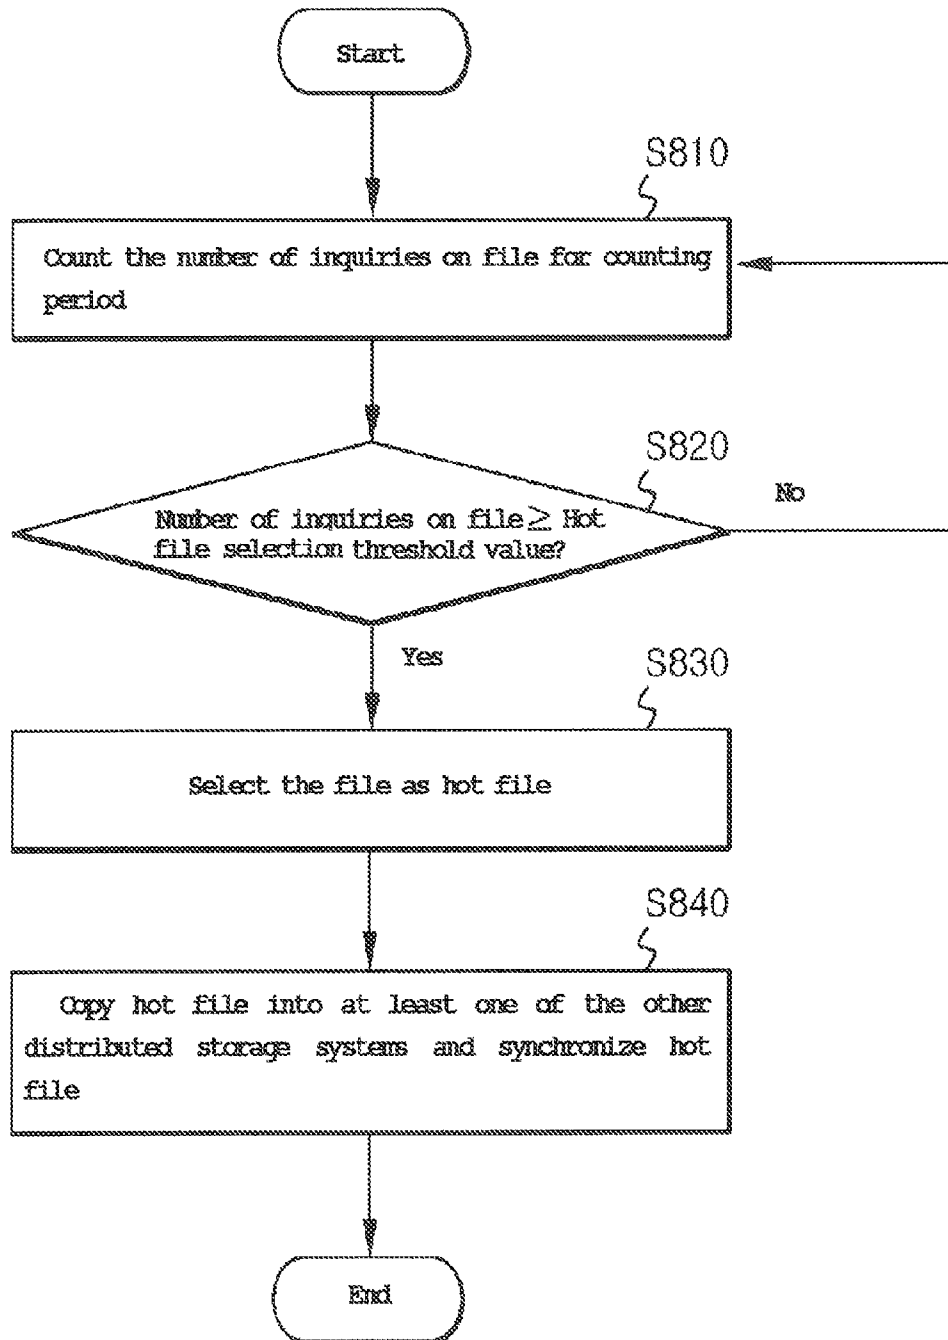 Start
S810
Count the number of inquiries on file for counting
period
S820
No
Number of inquiries on file ≥ Hot
file selection threshold value?
Yes
S830
Select the file as hot file
S840
Copy hot file into at least one of the other
distributed storage systems and synchronize hot
file
End